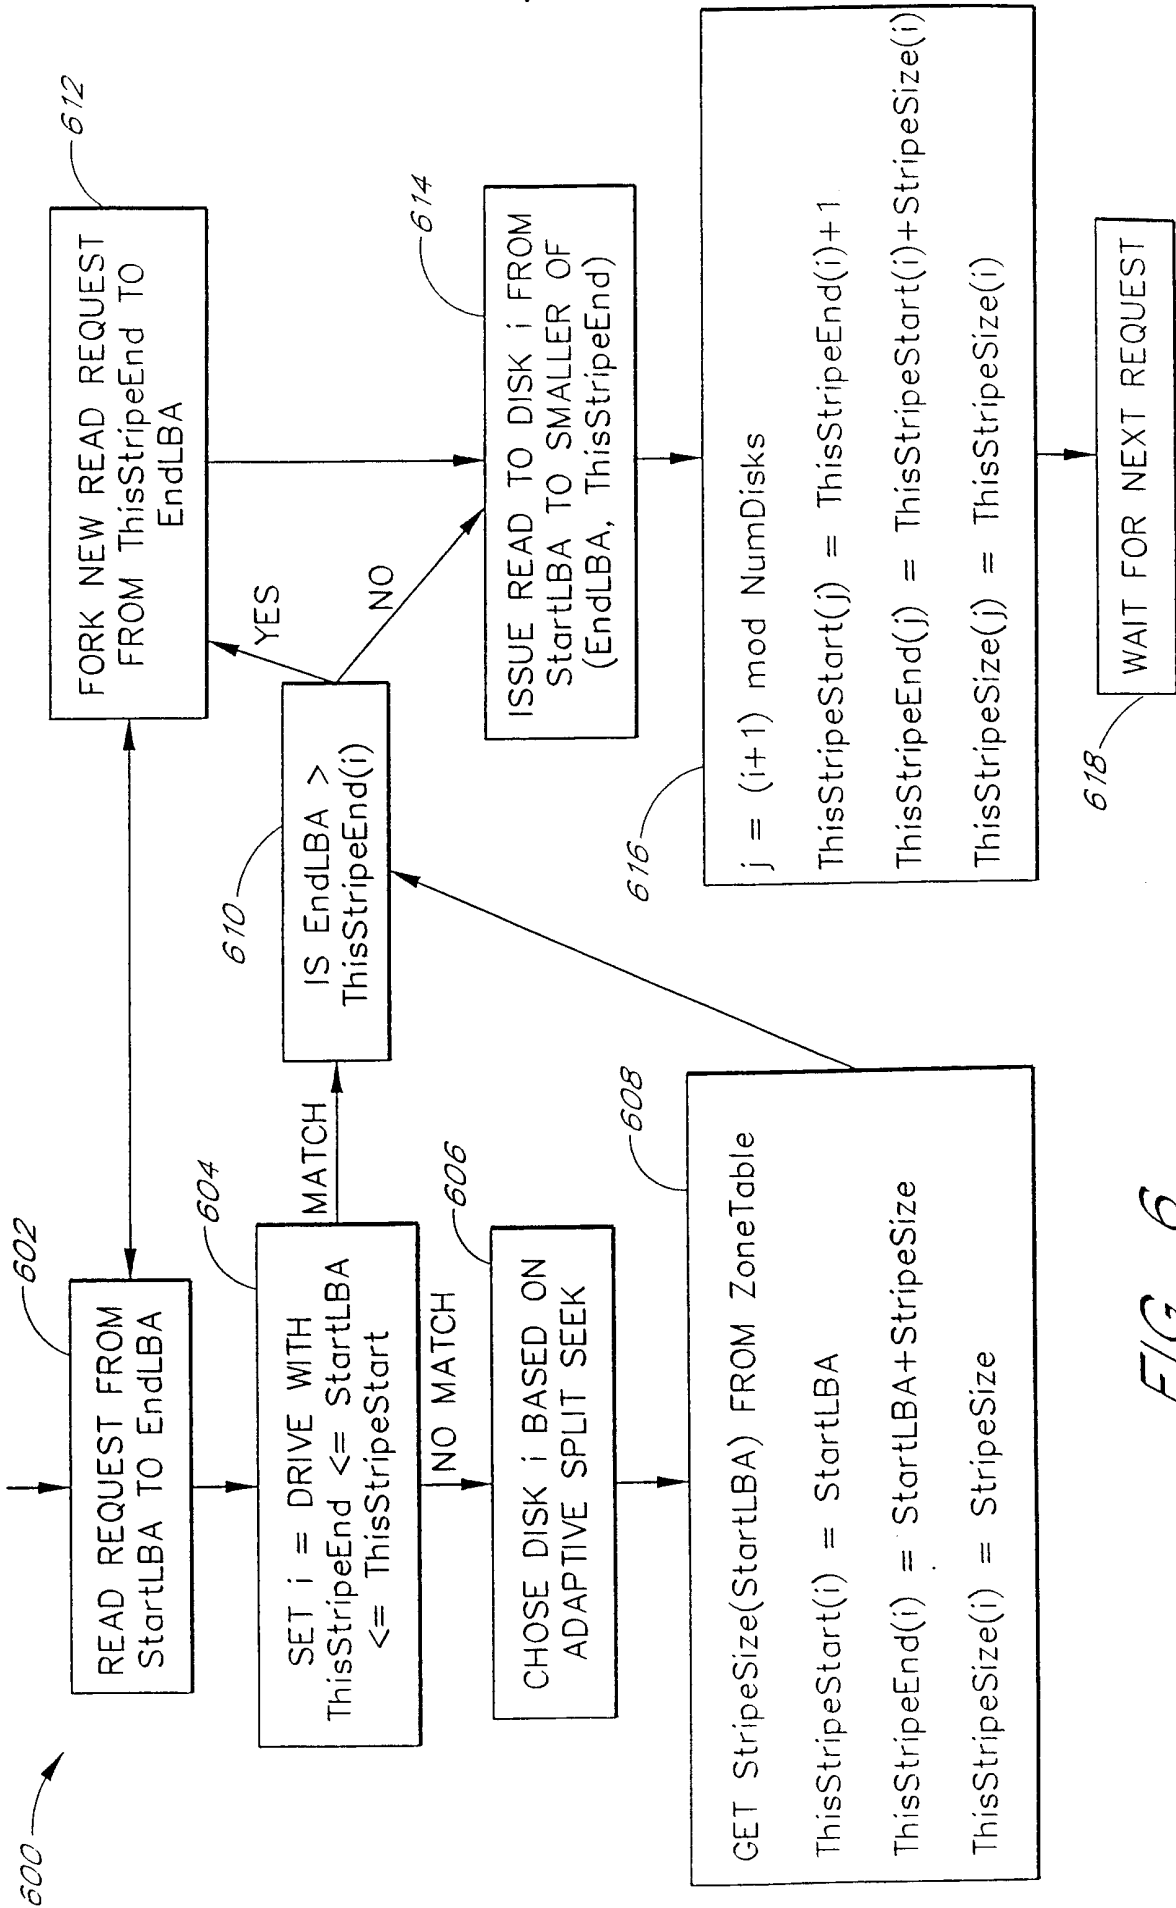 600
602
READ REQUEST FROM
StartLBA TO EndLBA
604
SET i = DRIVE WITH
ThisStripeEnd <= StartLBA
<= ThisStripeStart
MATCH
NO MATCH
606
CHOSE DISK i BASED ON
ADAPTIVE SPLIT SEEK
608
GET StripeSize(StartLBA) FROM ZoneTable
ThisStripeStart(i) = StartLBA
ThisStripeEnd(i) = StartLBA+StripeSize
ThisStripeSize(i) = StripeSize
610
IS EndLBA >
ThisStripeEnd(i)
YES
NO
612
FORK NEW READ REQUEST
FROM ThisStripeEnd TO
EndLBA
614
ISSUE READ TO DISK i FROM
StartLBA TO SMALLER OF
(EndLBA, ThisStripeEnd)
616
j = (i+1) mod NumDisks
ThisStripeStart(j) = ThisStripeEnd(i)+1
ThisStripeEnd(j) = ThisStripeStart(i)+StripeSize(i)
ThisStripeSize(j) = ThisStripeSize(i)
618
WAIT FOR NEXT REQUEST
FIG. 6